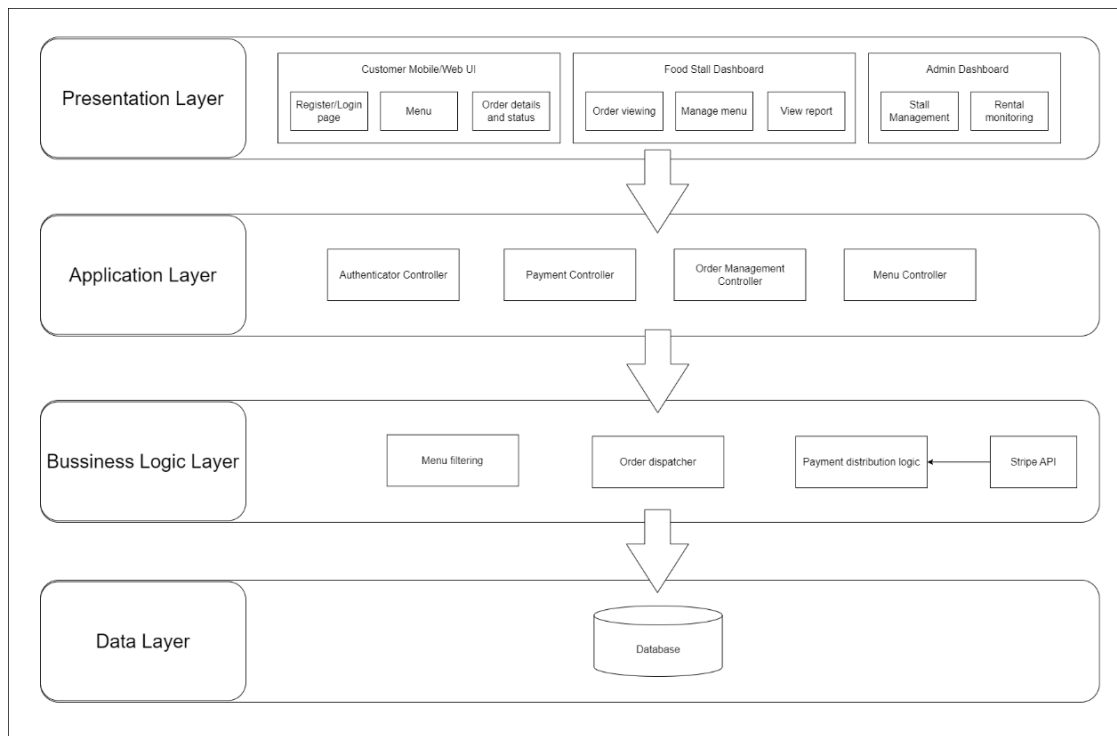 Presentation Layer
Customer Mobile/Web UI
Register/Login
page
Menu
Order details
and status
Food Stall Dashboard
Order viewing
Manage menu
View report
Admin Dashboard
Stall
Management
Rental
monitoring
Application Layer
Authenticator Controller
Payment Controller
Order Management
Controller
Menu Controller
Bussiness Logic Layer
Menu filtering
Order dispatcher
Payment distribution logic
Stripe API
Data Layer
Database